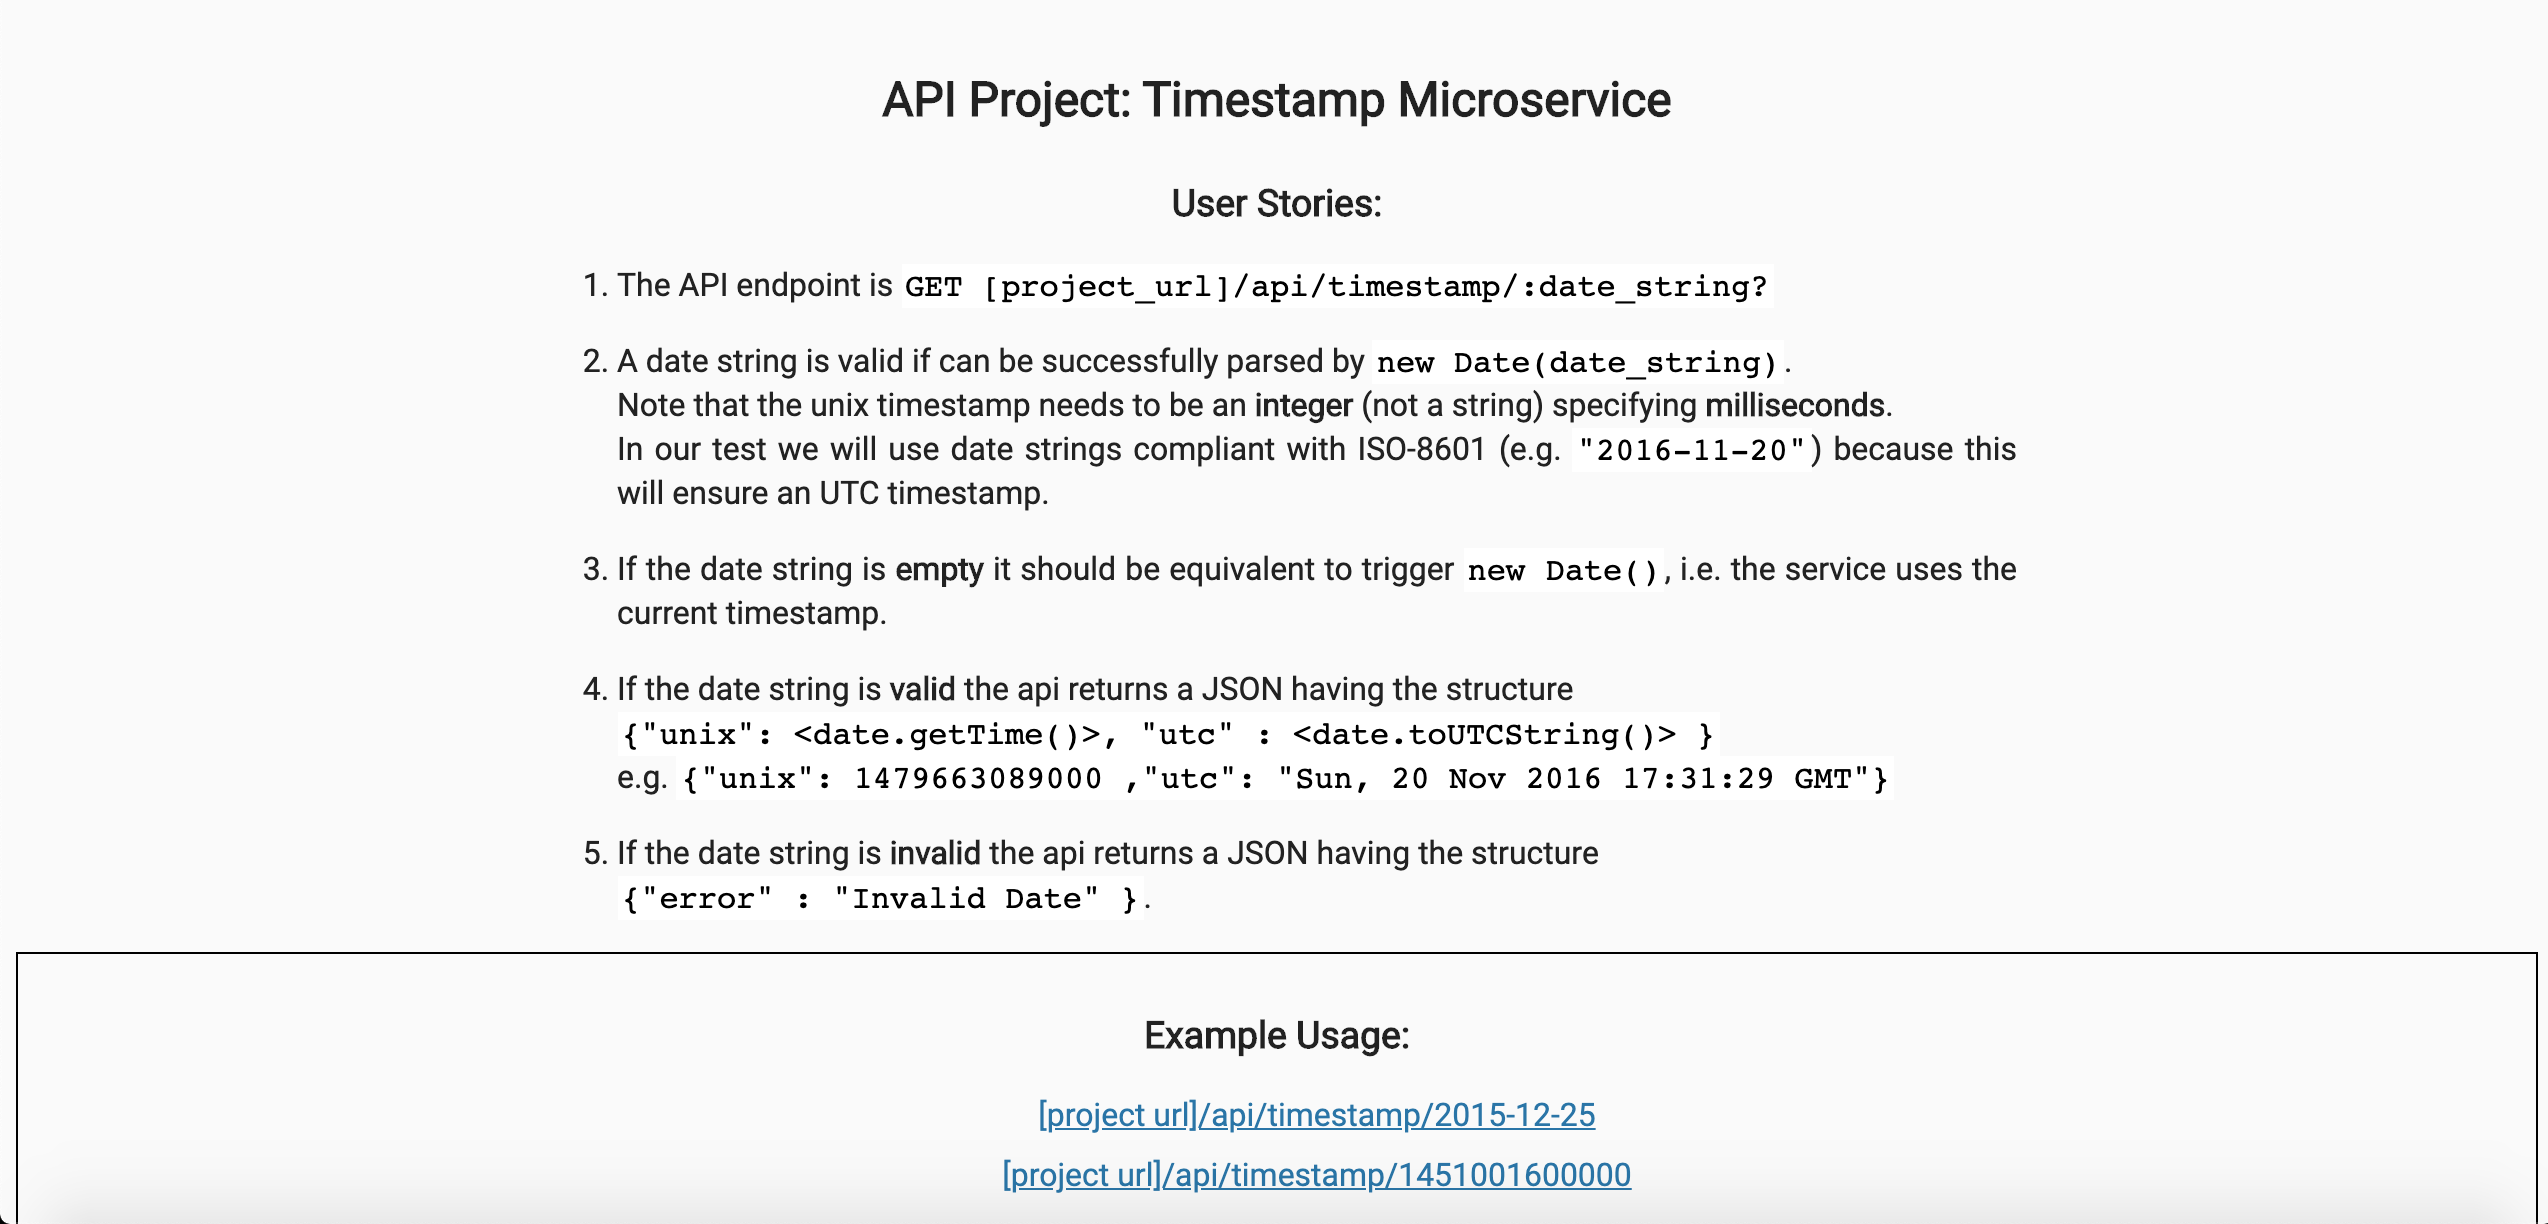 API Project: Timestamp Microservice
User Stories:
1. The API endpoint is GET [project_url]/api/timestamp/:date_string?
2. A date string is valid if can be successfully parsed by new Date(date_string).
Note that the unix timestamp needs to be an integer (not a string) specifying milliseconds.
In our test we will use date strings compliant with ISO-8601 (e.g. "2016-11-20") because this
will ensure an UTC timestamp.
3. If the date string is empty it should be equivalent to trigger new Date(), i.e. the service uses the
current timestamp.
4. If the date string is valid the api returns a JSON having the structure
{"unix": <date.getTime()>, "utc" : <date.toUTCString()> }
e.g. {"unix": 1479663089000 ,"utc": "Sun, 20 Nov 2016 17:31:29 GMT"}
5. If the date string is invalid the api returns a JSON having the structure
{"error" : "Invalid Date" }.
Example Usage:
[project url]/api/timestamp/2015-12-25
[project url]/api/timestamp/1451001600000